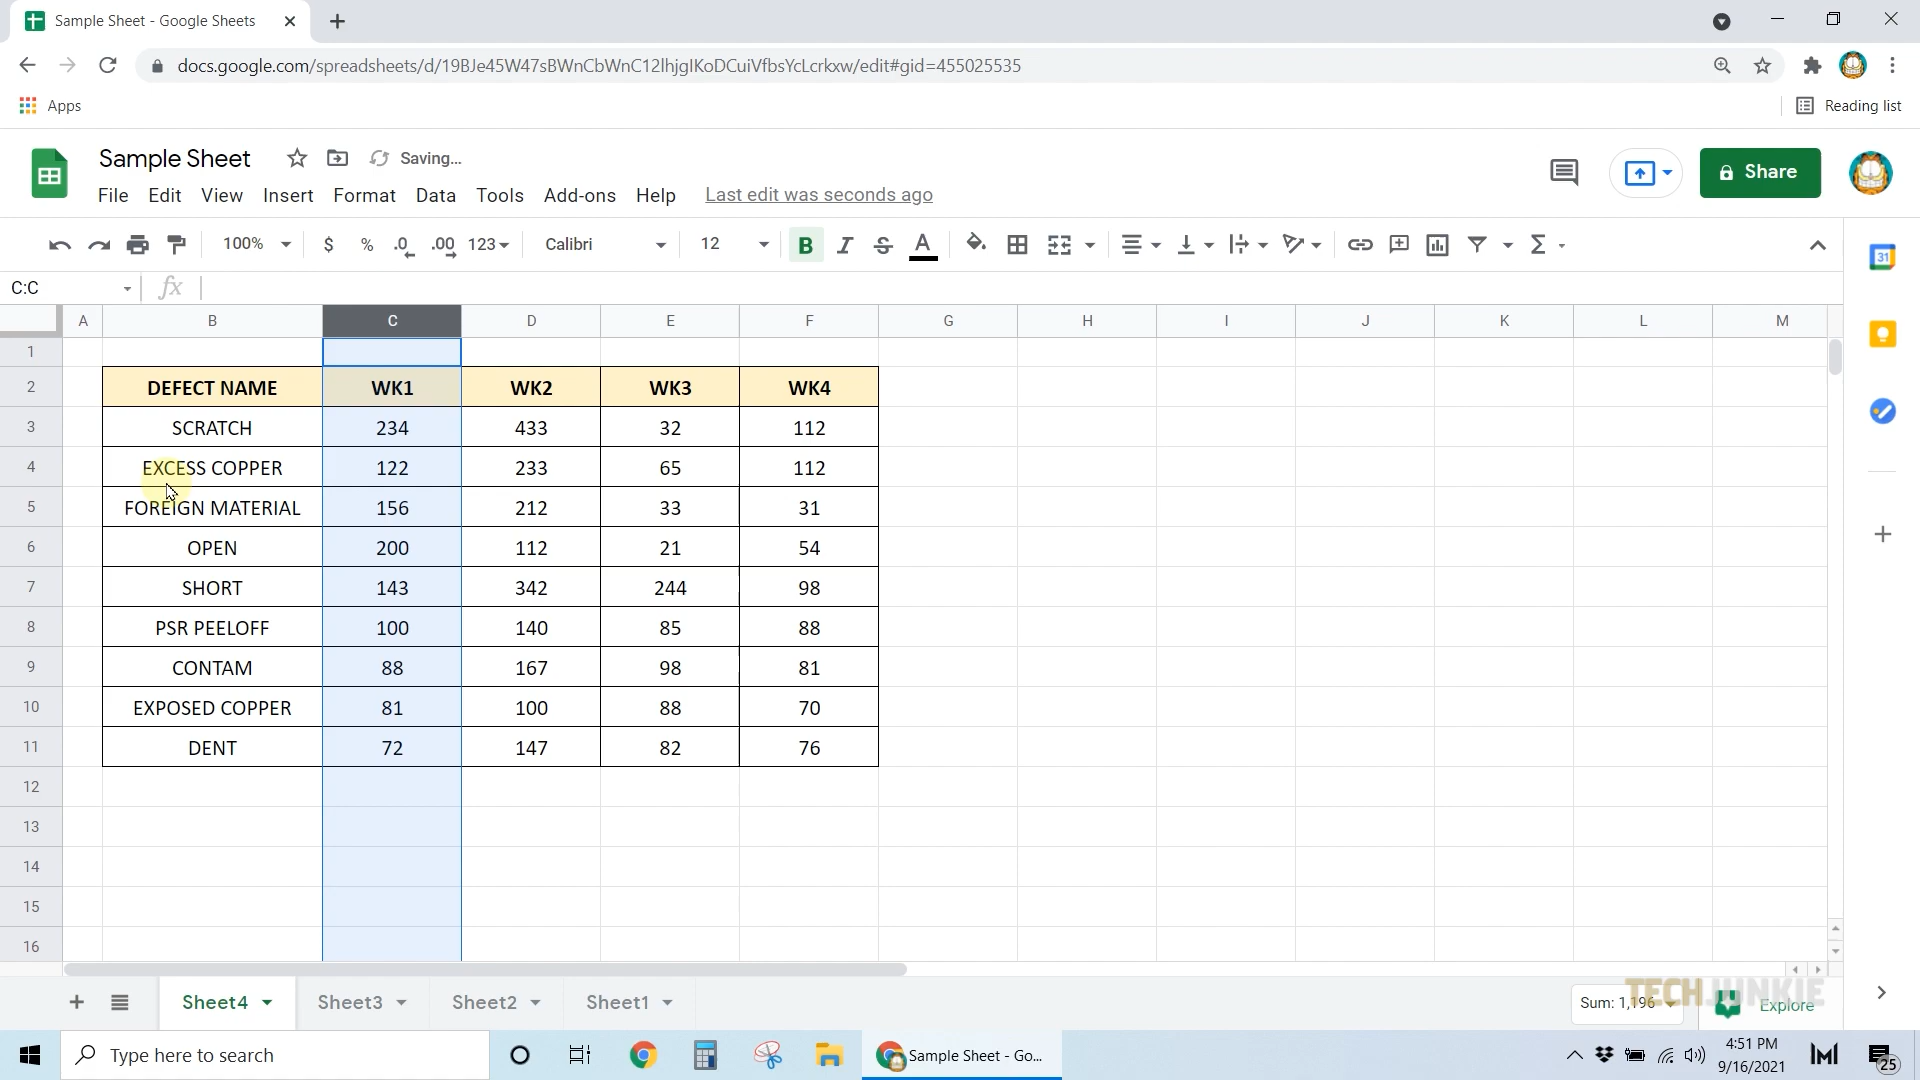 Sample Sheet - Google Sheets
docs.google.com/spreadsheets/d/19BJe45W47sBWnCbWnC12lhjgIKoDCuiVfbsYcLcrkxw/edit#gid=455025535
Apps
Reading list
Sample Sheet
Saving...
File Edit View Insert Format Data Tools Add-ons Help Last edit was seconds ago
Share
100% $ % .0 .00 123 Calibri 12 B I S A Σ
31
C:C fx
A B C D E F G H I J K L M
1
2 DEFECT NAME WK1 WK2 WK3 WK4
3 SCRATCH 234 433 32 112
4 EXCESS COPPER 122 233 65 112
5 FOREIGN MATERIAL 156 212 33 31
6 OPEN 200 112 21 54
7 SHORT 143 342 244 98
8 PSR PEELOFF 100 140 85 88
9 CONTAM 88 167 98 81
10 EXPOSED COPPER 81 100 88 70
11 DENT 72 147 82 76
12
13
14
15
16
Sheet4 Sheet3 Sheet2 Sheet1
Sum: 1,196
Explore
TECHJUNKIE
Type here to search
Sample Sheet - Go...
4:51 PM
9/16/2021
25